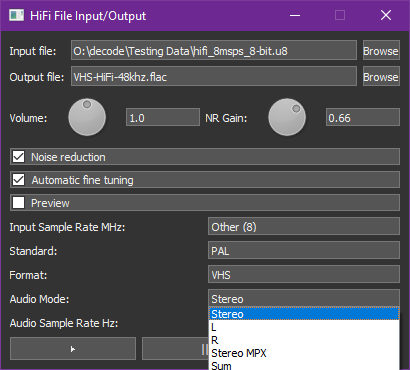 HiFi File Input/Output
Input file: O:\decode\Testing Data\hifi_8msps_8-bit.u8 Browse
Output file: VHS-HiFi-48khz.flac Browse
Volume: 1.0 NR Gain: 0.66
Noise reduction
Automatic fine tuning
Preview
Input Sample Rate MHz: Other (8)
Standard: PAL
Format: VHS
Audio Mode: Stereo
Stereo
Audio Sample Rate Hz: L
R
Stereo MPX
Sum